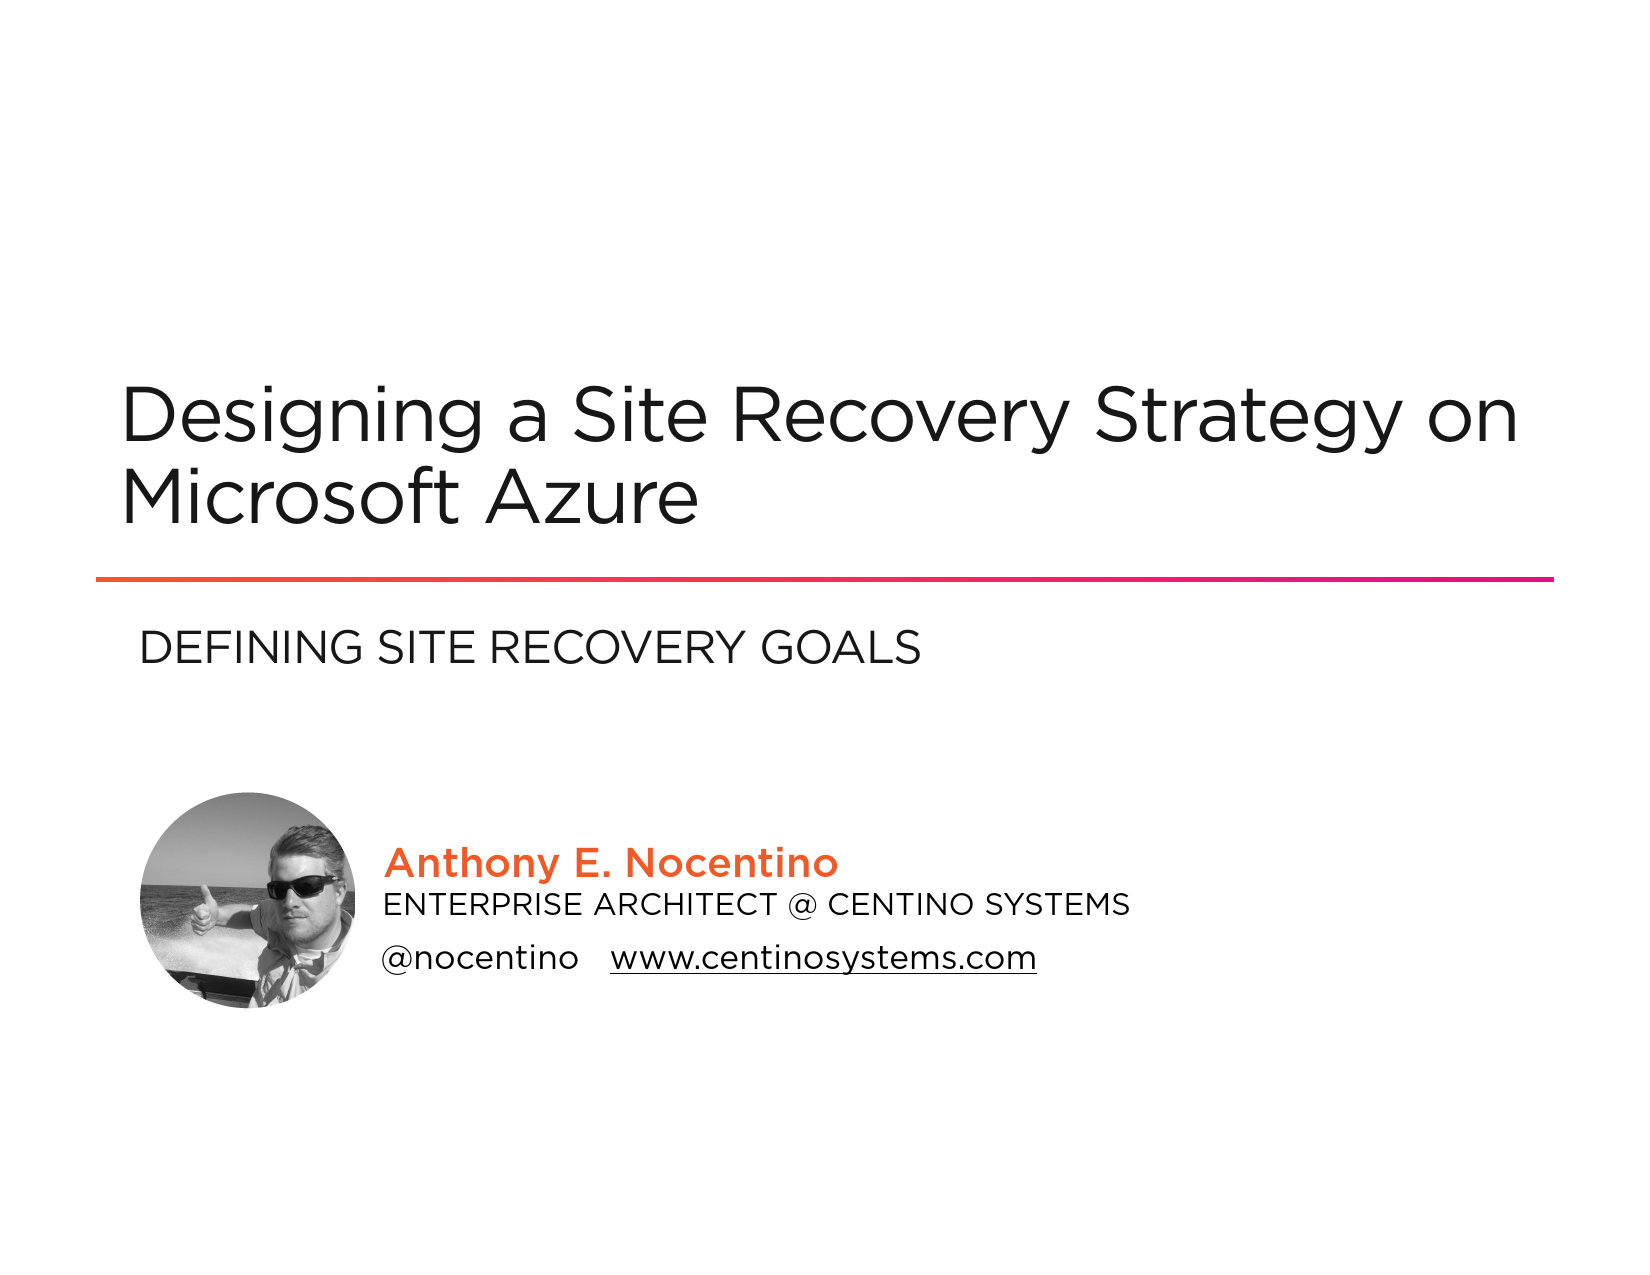 Designing a Site Recovery Strategy on
Microsoft Azure
DEFINING SITE RECOVERY GOALS
Anthony E. Nocentino
ENTERPRISE ARCHITECT @ CENTINO SYSTEMS
@nocentino www.centinosystems.com